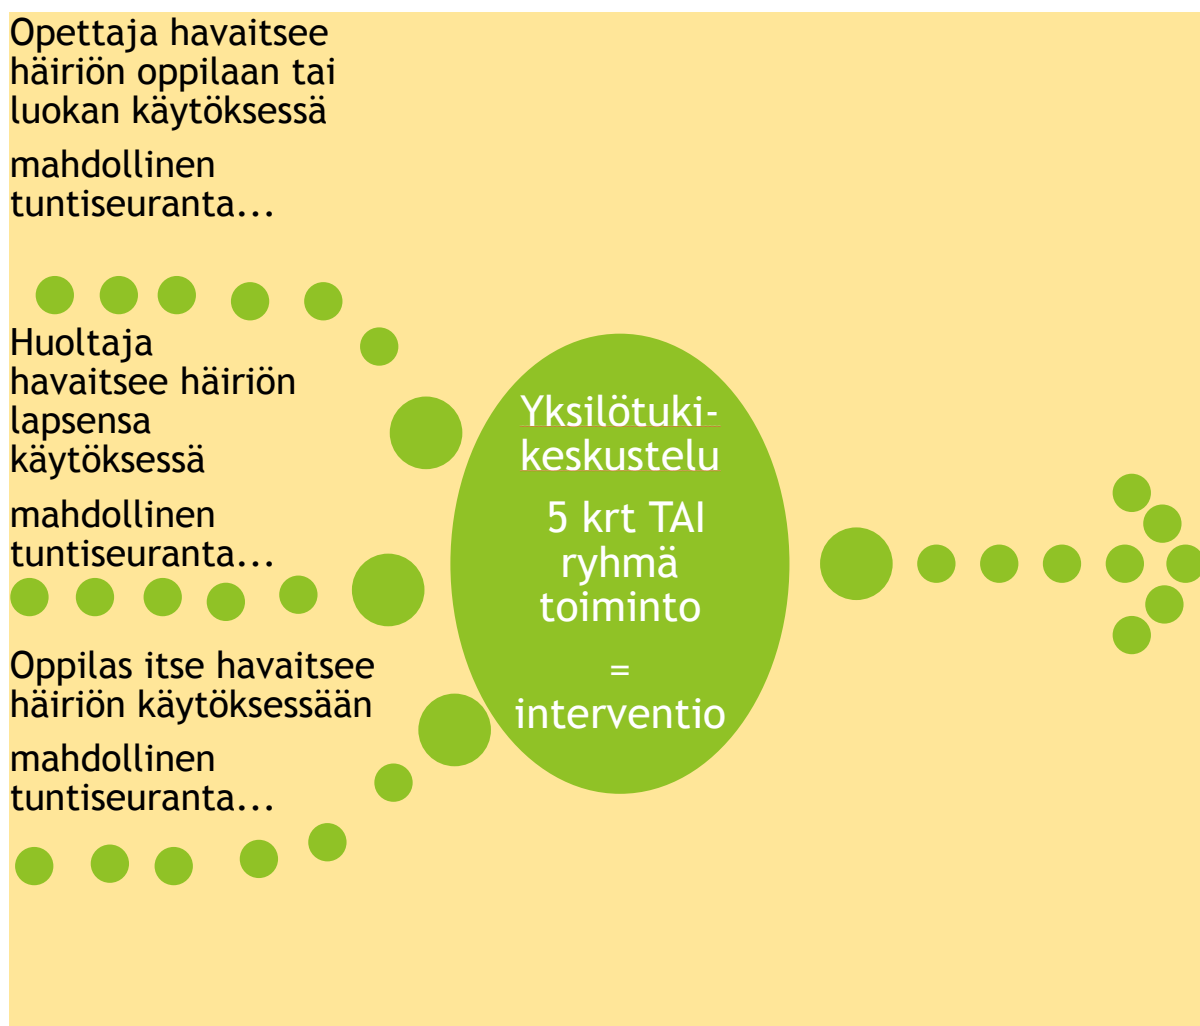 Opettaja havaitsee
häiriön oppilaan tai
luokan käytöksessä
mahdollinen
tuntiseuranta...
Huoltaja
havaitsee häiriön
lapsensa
käytöksessä
mahdollinen
tuntiseuranta...
Oppilas itse havaitsee
häiriön käytöksessään
mahdollinen
tuntiseuranta...
Yksilötuki-
keskustelu
5 krt TAI
ryhmä
toiminto
=
interventio